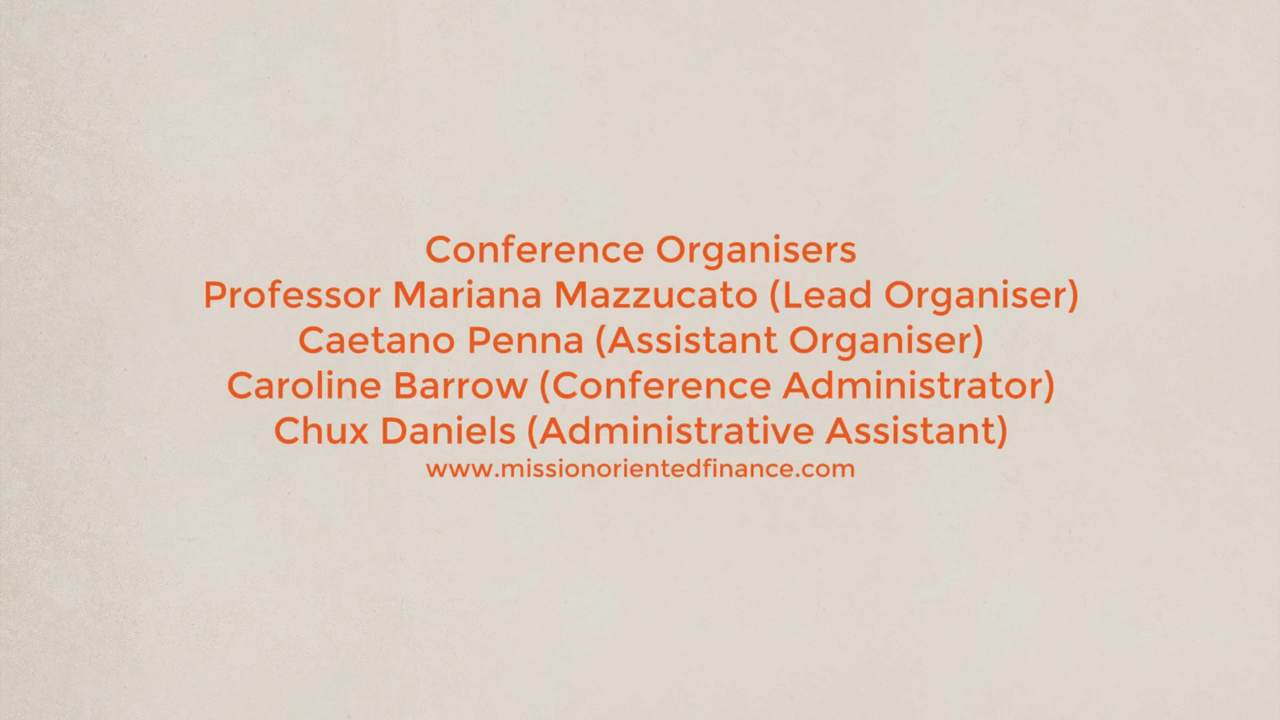 Conference Organisers
Professor Mariana Mazzucato (Lead Organiser)
Caetano Penna (Assistant Organiser)
Caroline Barrow (Conference Administrator)
Chux Daniels (Administrative Assistant)
www.missionorientedfinance.com